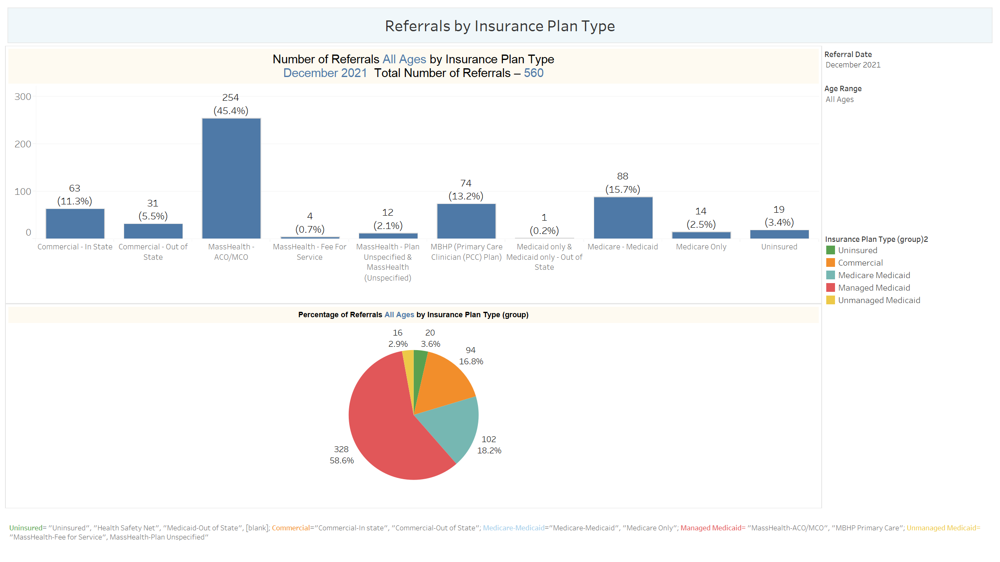 Referrals by Insurance Plan Type
Number of Referrals All Ages by Insurance Plan Type
December 2021 Total Number of Referrals – 560
Referral Date
December 2021
Age Range
All Ages
300
200
100
0
63
(11.3%)
31
(5.5%)
254
(45.4%)
4
(0.7%)
12
(2.1%)
74
(13.2%)
1
(0.2%)
88
(15.7%)
14
(2.5%)
19
(3.4%)
Commercial - In State
Commercial - Out of
State
MassHealth -
ACO/MCO
MassHealth - Fee For
Service
MassHealth - Plan
Unspecified &
MassHealth
(Unspecified)
MBHP (Primary Care
Clinician (PCC) Plan)
Medicaid only &
Medicaid only - Out of
State
Medicare - Medicaid
Medicare Only
Uninsured
Insurance Plan Type (group)2
Uninsured
Commercial
Medicare Medicaid
Managed Medicaid
Unmanaged Medicaid
Percentage of Referrals All Ages by Insurance Plan Type (group)
16
2.9%
20
3.6%
94
16.8%
102
18.2%
328
58.6%
Uninsured= "Uninsured", "Health Safety Net", "Medicaid-Out of State", [blank]; Commercial="Commercial-In state", "Commercial-Out of State"; Medicare-Medicaid="Medicare-Medicaid", "Medicare Only"; Managed Medicaid= "MassHealth-ACO/MCO", "MBHP Primary Care"; Unmanaged Medicaid=
"MassHealth-Fee for Service", MassHealth-Plan Unspecified"